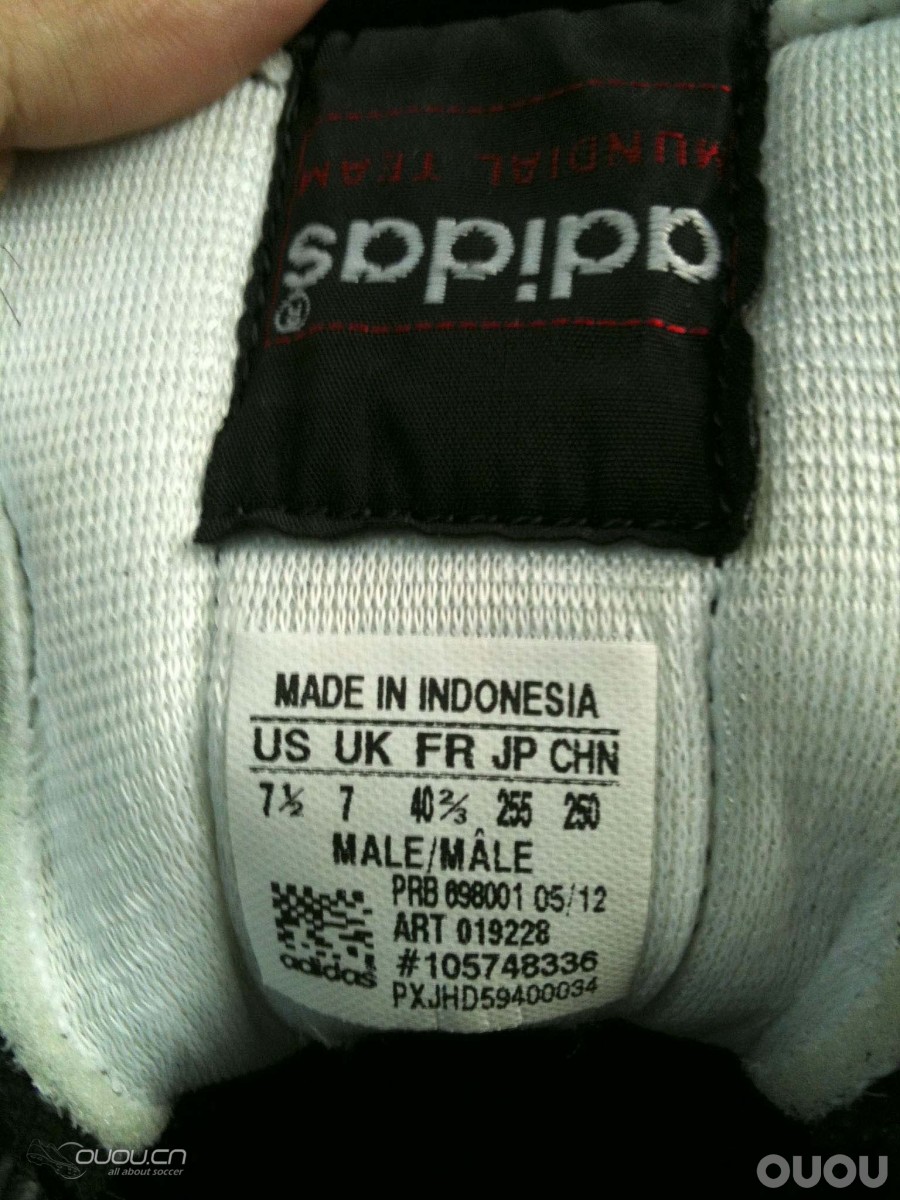 MUNDIAL TEAM
adidas
®
MADE IN INDONESIA
US UK FR JP CHN
7½ 7 40⅔ 255 250
MALE/MÂLE
PRB 698001 05/12
ART 019228
#105748336
PXJHD59400034
adidas
OUOU.CN
all about soccer
OUOU